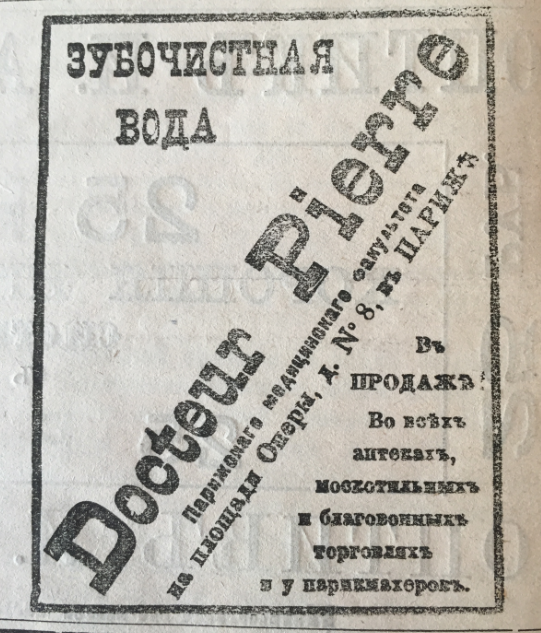 ЗУБОЧИСТНАЯ
ВОДА
Docteur Pierre
Парижскаго медицинскаго факультета
на площади Оперы, д. № 8, въ ПАРИЖѢ
Въ
ПРОДАЖѢ:
Во всѣхъ
аптекахъ,
москотильныхъ
и благовонныхъ
торговляхъ
и у парикмахеровъ.
25